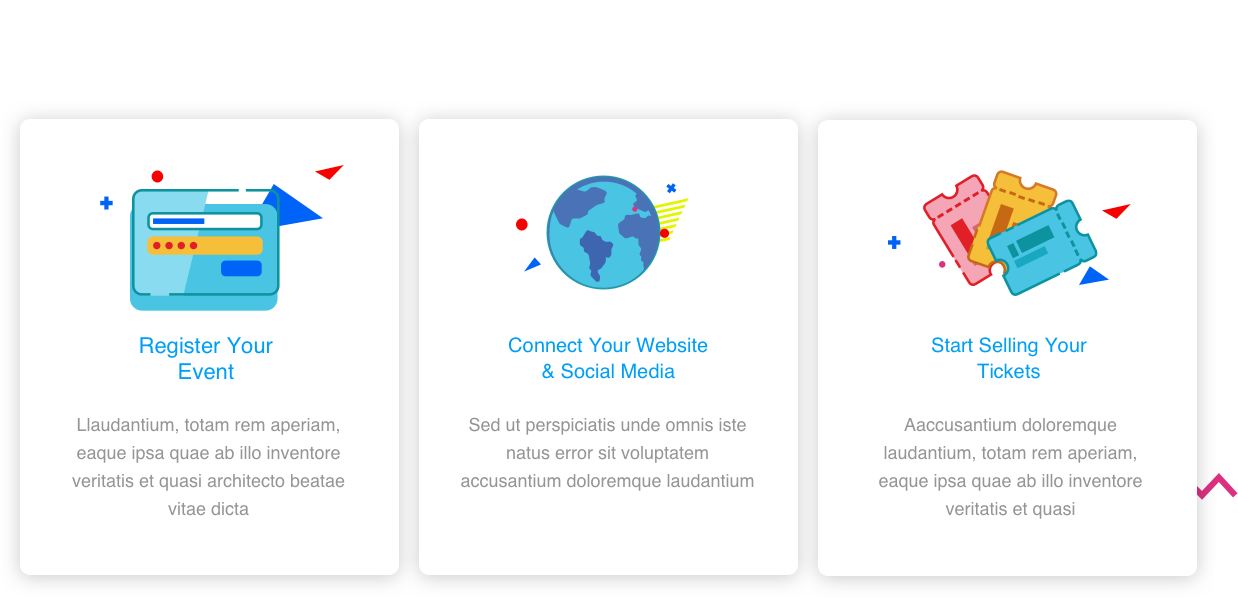 Register Your
Event
Llaudantium, totam rem aperiam,
eaque ipsa quae ab illo inventore
veritatis et quasi architecto beatae
vitae dicta
Connect Your Website
& Social Media
Sed ut perspiciatis unde omnis iste
natus error sit voluptatem
accusantium doloremque laudantium
Start Selling Your
Tickets
Aaccusantium doloremque
laudantium, totam rem aperiam,
eaque ipsa quae ab illo inventore
veritatis et quasi